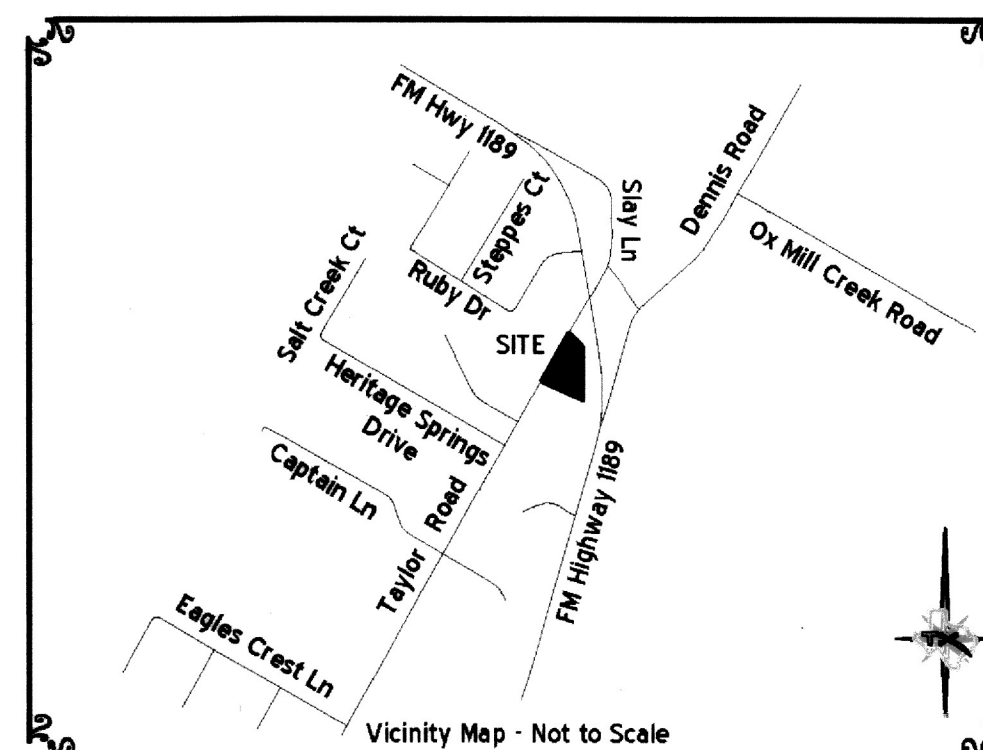 FM Hwy 1189
Steppes Ct
Slay Ln
Dennis Road
Ox Mill Creek Road
Salt Creek Ct
Ruby Dr
SITE
Heritage Springs
Drive
Captain Ln
Taylor Road
FM Highway 1189
Eagles Crest Ln
TX
Vicinity Map - Not to Scale